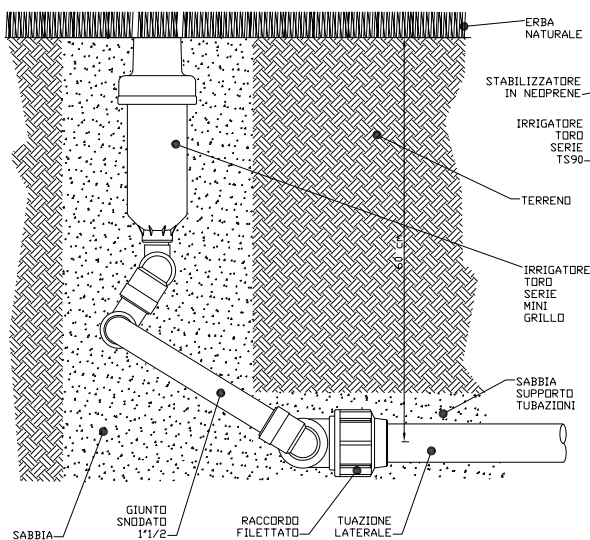 ERBA
NATURALE
STABILIZZATORE
IN NEOPRENE
IRRIGATORE
TORO
SERIE
TS90
TERRENO
60 cm
IRRIGATORE
TORO
SERIE
MINI
GRILLO
SABBIA
SUPPORTO
TUBAZIONI
GIUNTO
SNODATO
1"1/2
RACCORDO
FILETTATO
TUAZIONE
LATERALE
SABBIA